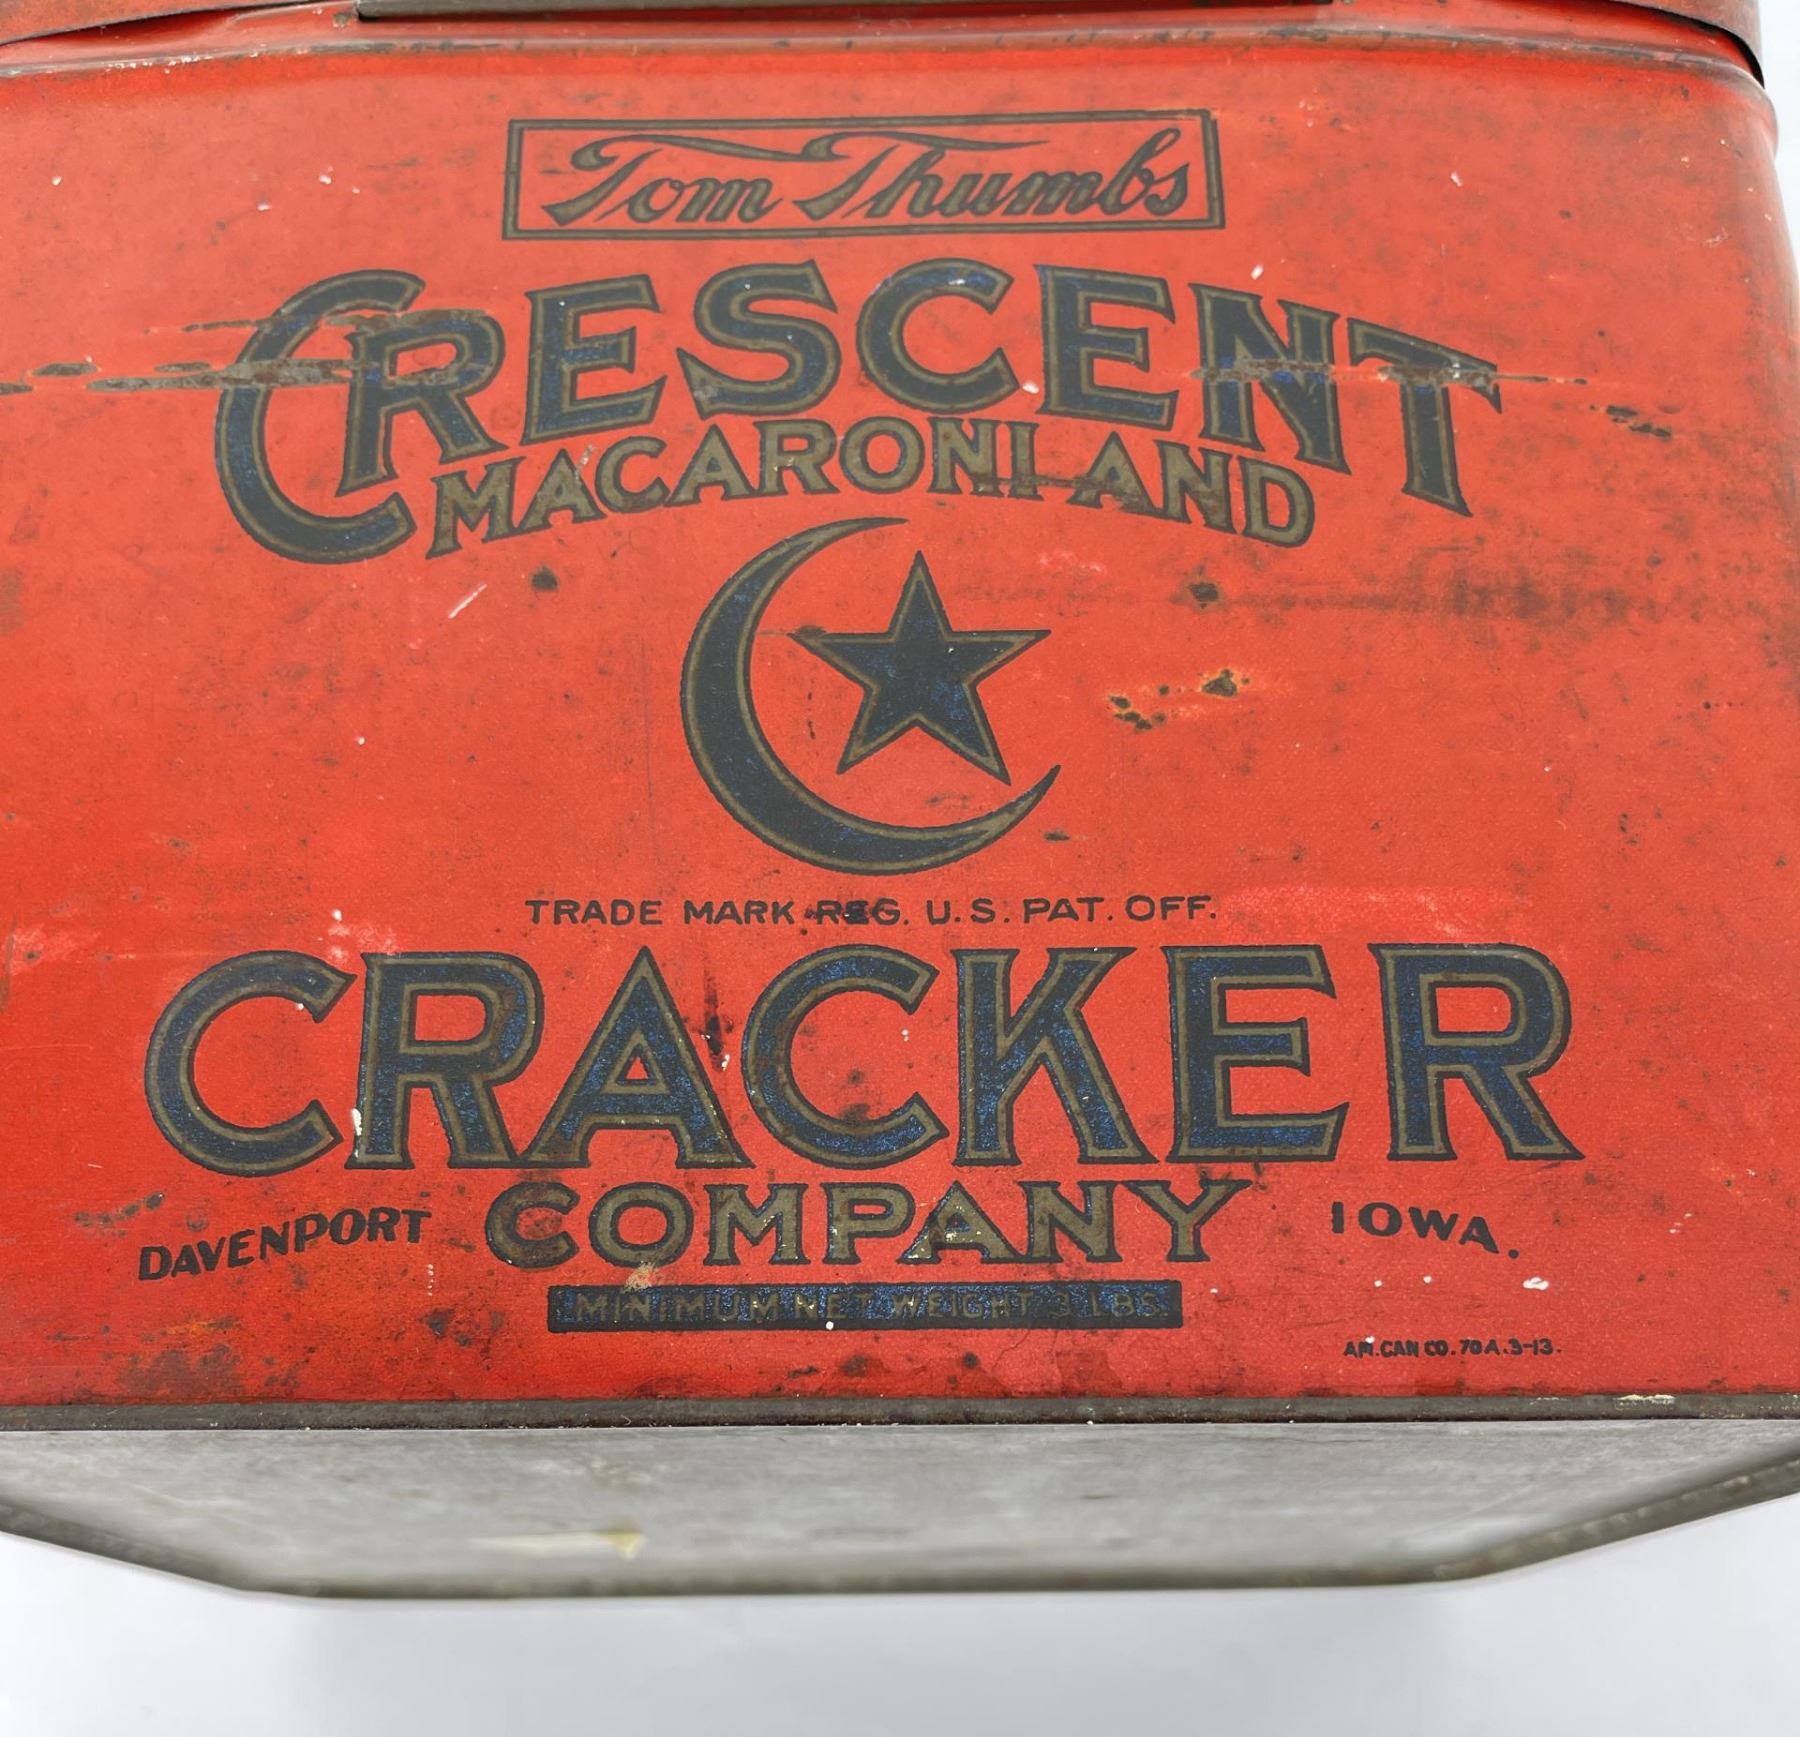 Tom Thumbs
CRESCENT
MACARONI AND
TRADE MARK REG. U.S. PAT. OFF.
CRACKER
DAVENPORT COMPANY IOWA.
MINIMUM NET WEIGHT 3 LBS.
AM. CAN CO. 70 A. 3-13.